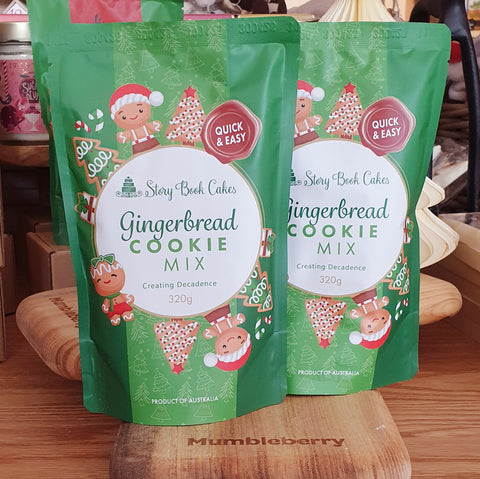 QUICK
& EASY
Story Book Cakes
Gingerbread
COOKIE
MIX
Creating Decadence
320g
PRODUCT OF AUSTRALIA
QUICK
& EASY
Story Book Cakes
Gingerbread
COOKIE
MIX
Creating Decadence
320g
PRODUCT OF AUSTRALIA
Mumbleberry